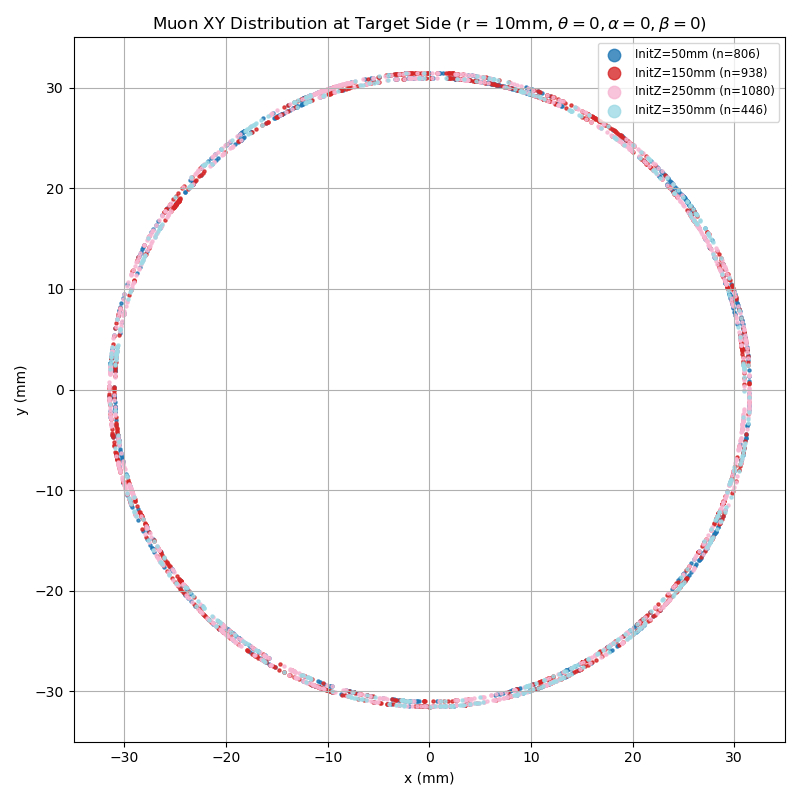 Muon XY Distribution at Target Side (r = 10mm, θ = 0, α = 0, β = 0)
InitZ=50mm (n=806)
InitZ=150mm (n=938)
InitZ=250mm (n=1080)
InitZ=350mm (n=446)
30
20
10
0
−10
−20
−30
y (mm)
−30 −20 −10 0 10 20 30
x (mm)